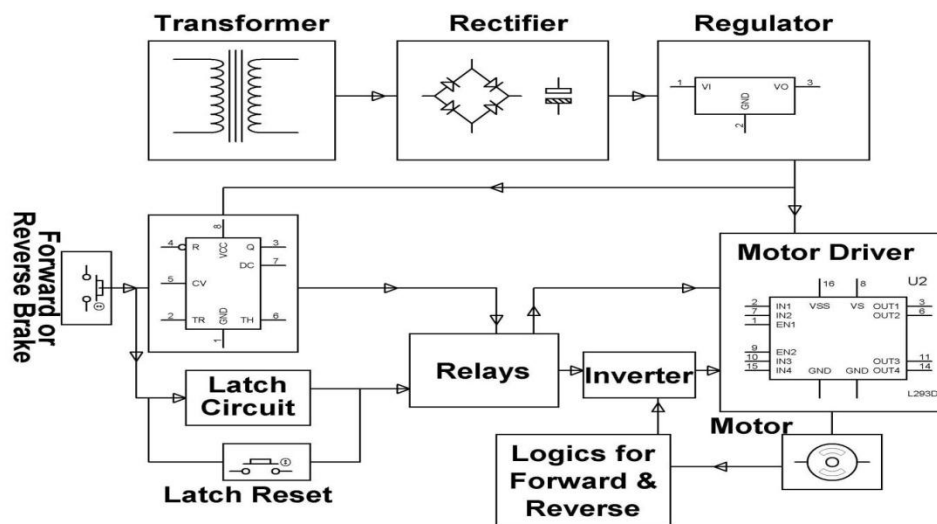 Transformer
Rectifier
Regulator
1
VI
VO
3
GND
2
Forward or
Reverse Brake
8
4
R
VCC
Q
3
DC
7
5
CV
2
TR
GND
TH
6
1
Motor Driver
U2
16
8
2
IN1
VSS
VS
OUT1
3
7
IN2
OUT2
6
1
EN1
9
EN2
10
IN3
OUT3
11
15
IN4
GND
GND
OUT4
14
L293D
Relays
Inverter
Latch
Circuit
Latch Reset
Motor
Logics for
Forward &
Reverse